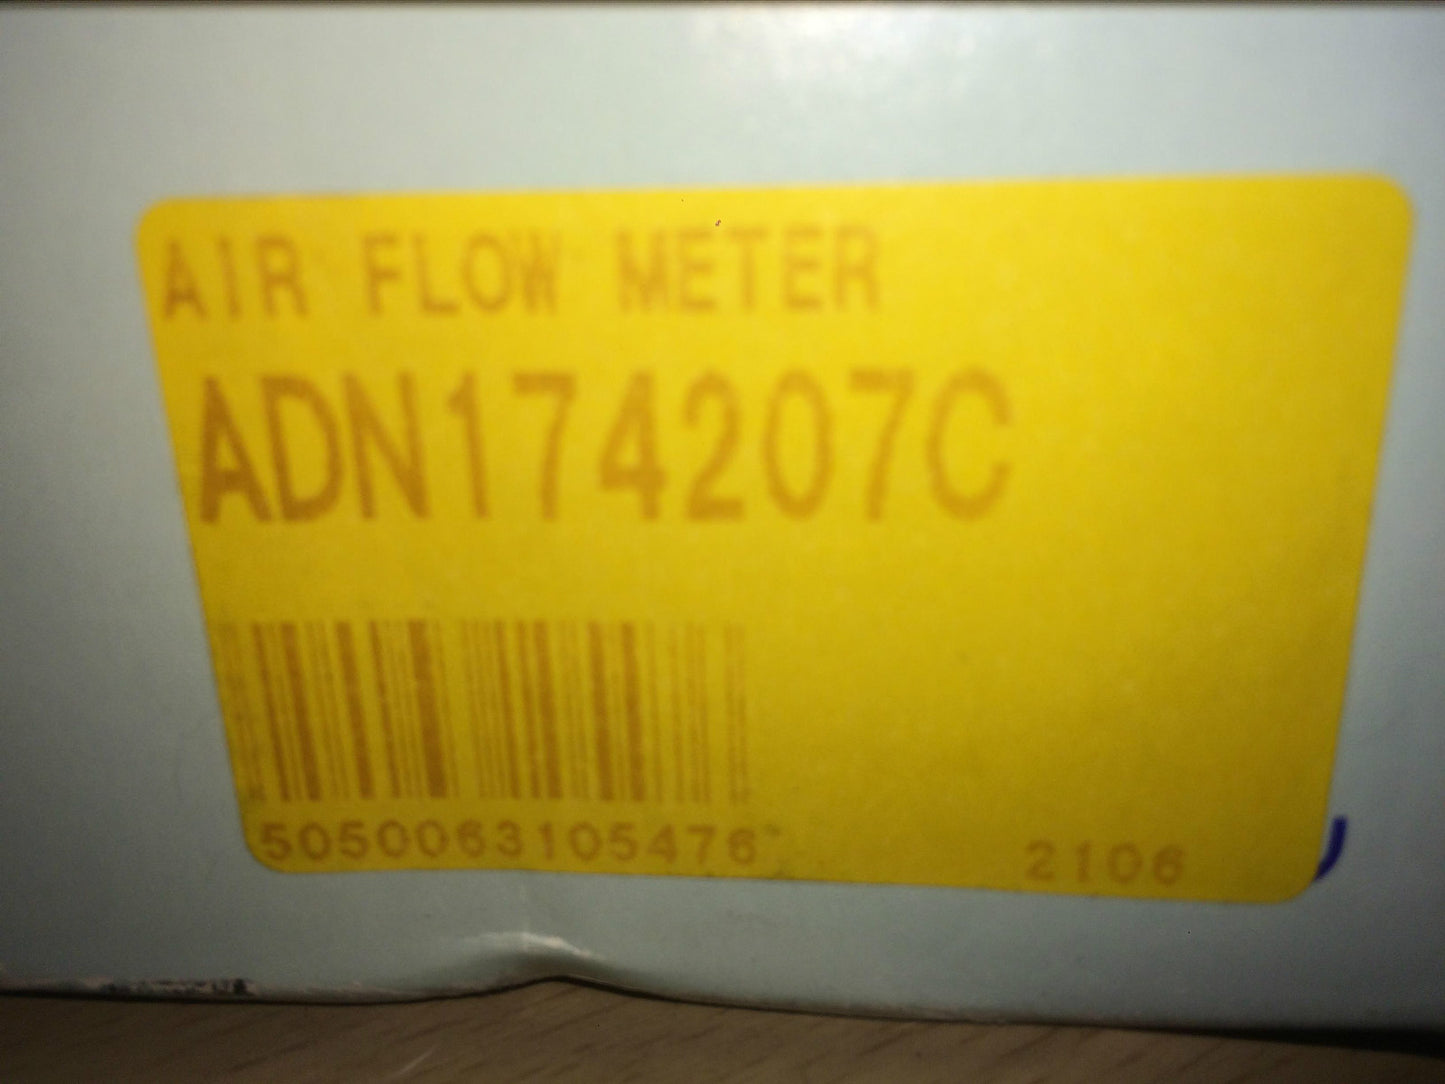 AIR FLOW METER
ADN174207C
5050063105476
2106